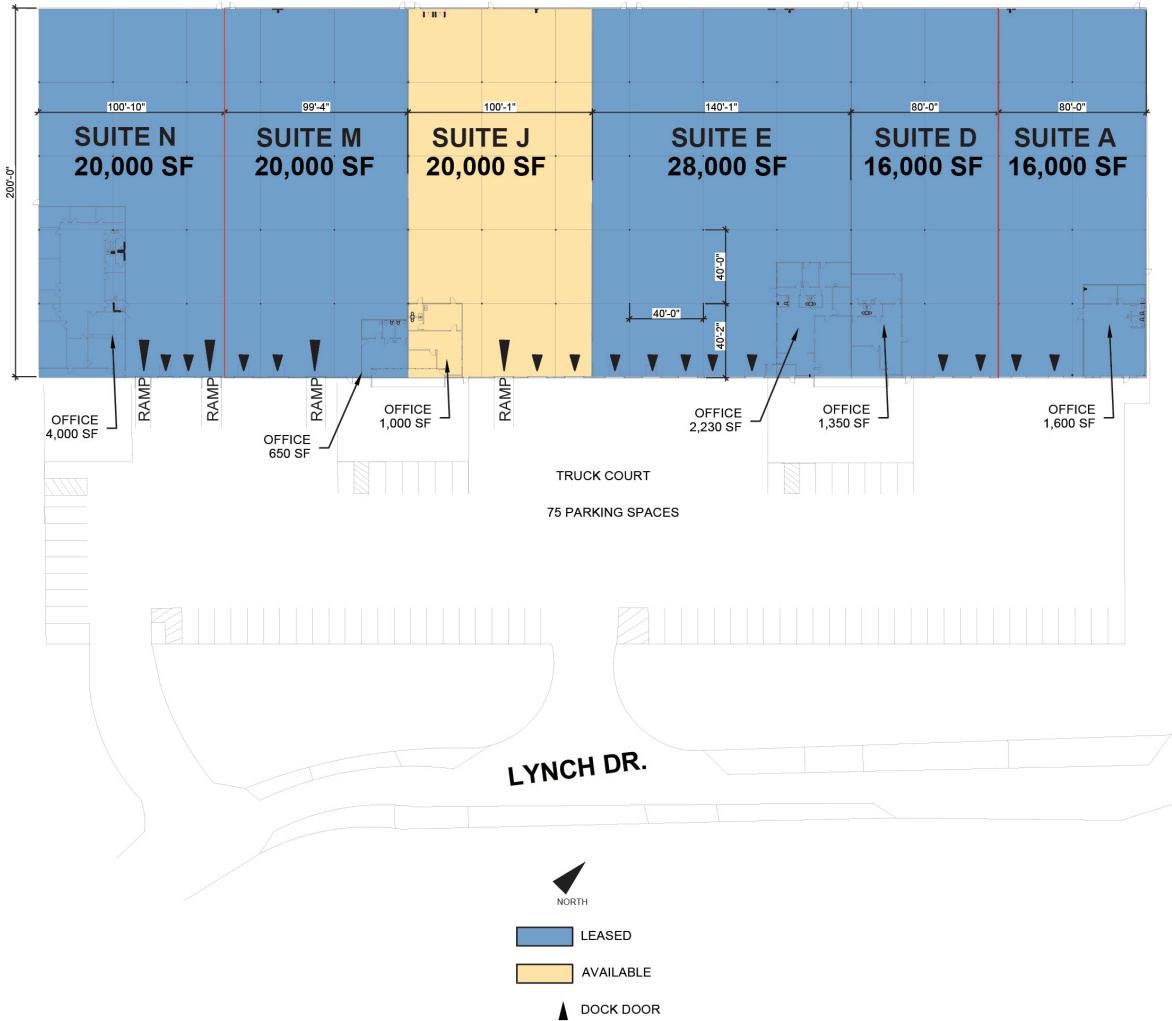 100'-10"
99'-4"
100'-1"
140'-1"
80'-0"
80'-0"
SUITE N
20,000 SF
SUITE M
20,000 SF
SUITE J
20,000 SF
SUITE E
28,000 SF
SUITE D
16,000 SF
SUITE A
16,000 SF
200'-0"
40'-0"
40'-0"
40'-2"
RAMP
RAMP
RAMP
RAMP
OFFICE
4,000 SF
OFFICE
650 SF
OFFICE
1,000 SF
OFFICE
2,230 SF
OFFICE
1,350 SF
OFFICE
1,600 SF
TRUCK COURT
75 PARKING SPACES
LYNCH DR.
NORTH
LEASED
AVAILABLE
DOCK DOOR